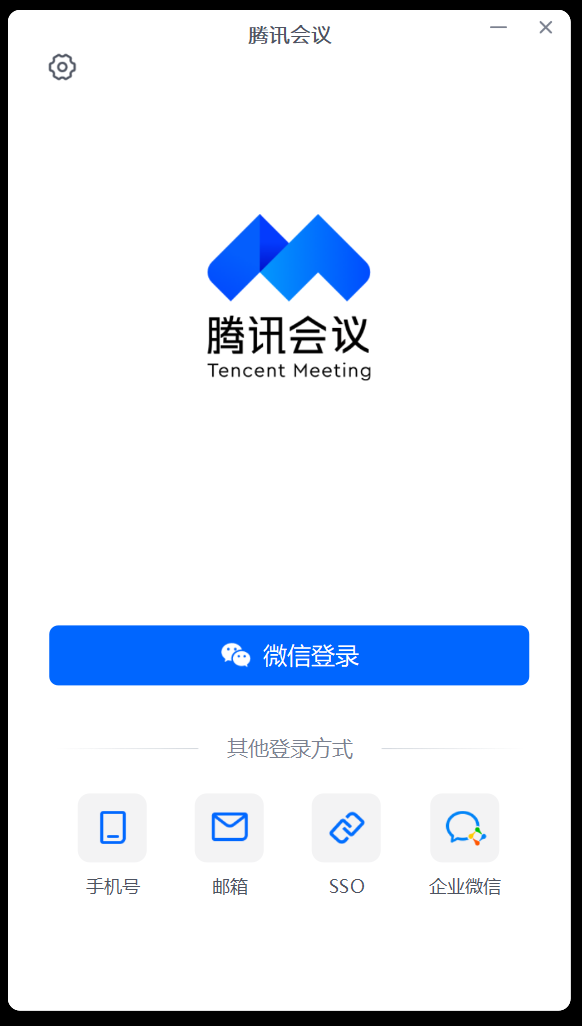 腾讯会议
腾讯会议
Tencent Meeting
微信登录
其他登录方式
手机号 邮箱 SSO 企业微信